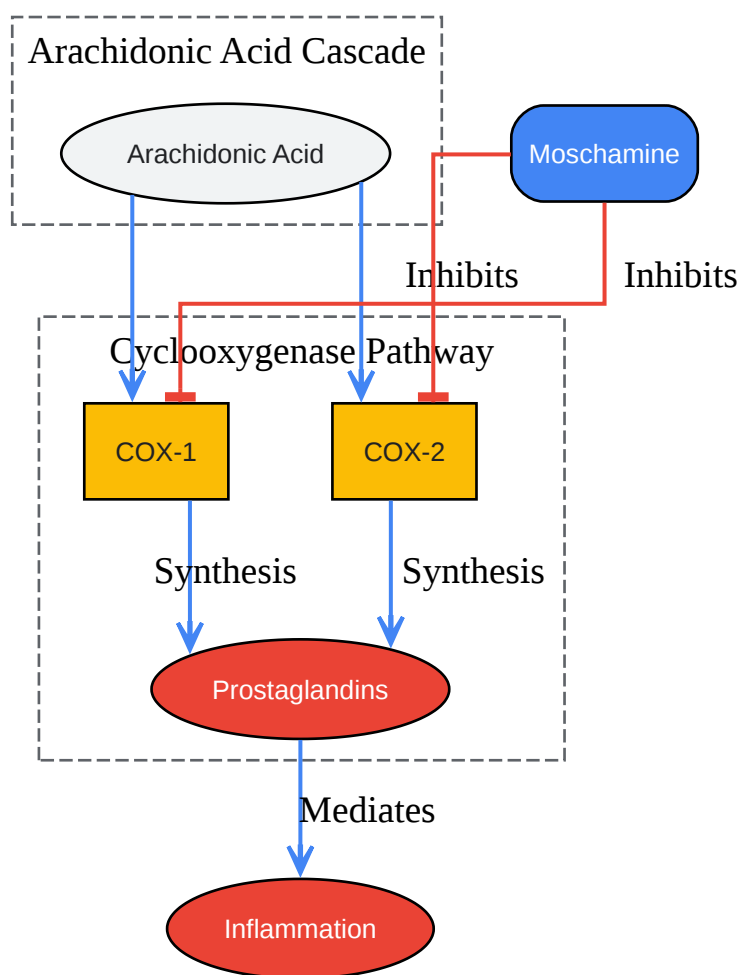 Arachidonic Acid Cascade
Arachidonic Acid
Moschamine
Inhibits
Inhibits
Cyclooxygenase Pathway
COX-1
COX-2
Synthesis
Synthesis
Prostaglandins
Mediates
Inflammation